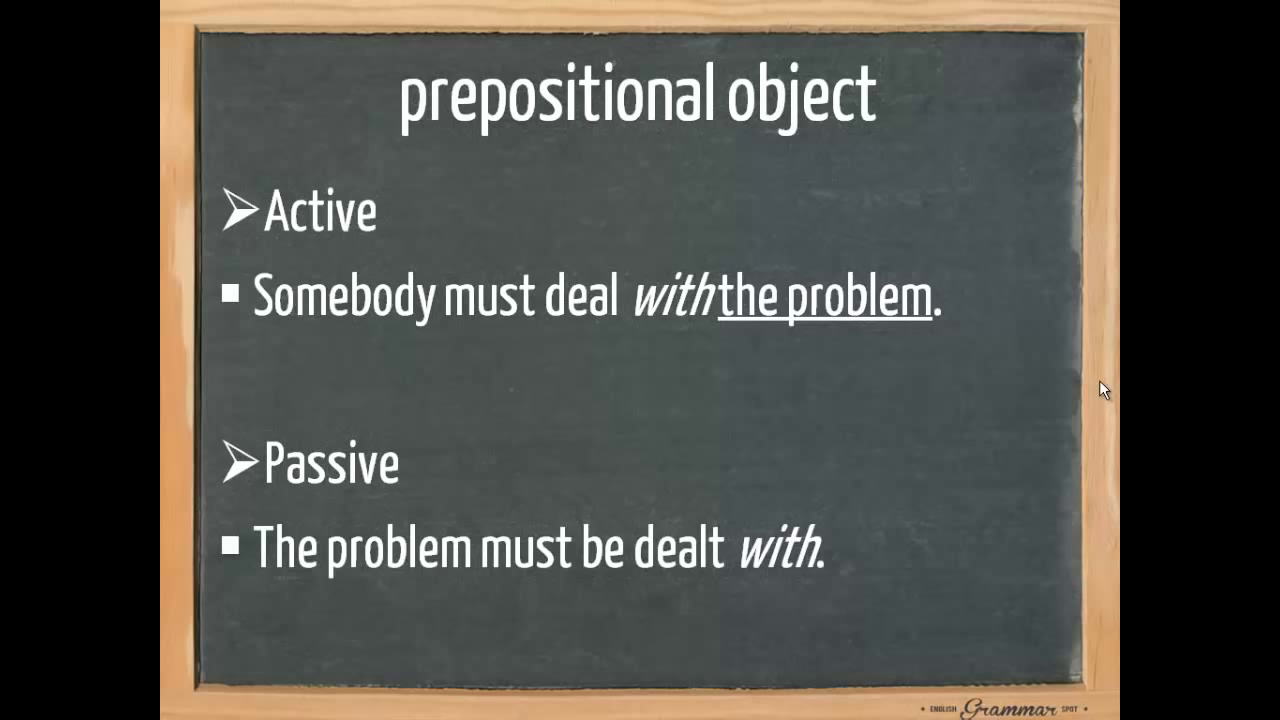 prepositional object
➢Active
▪ Somebody must deal with the problem.
➢Passive
▪ The problem must be dealt with.
• ENGLISH Grammar SPOT •